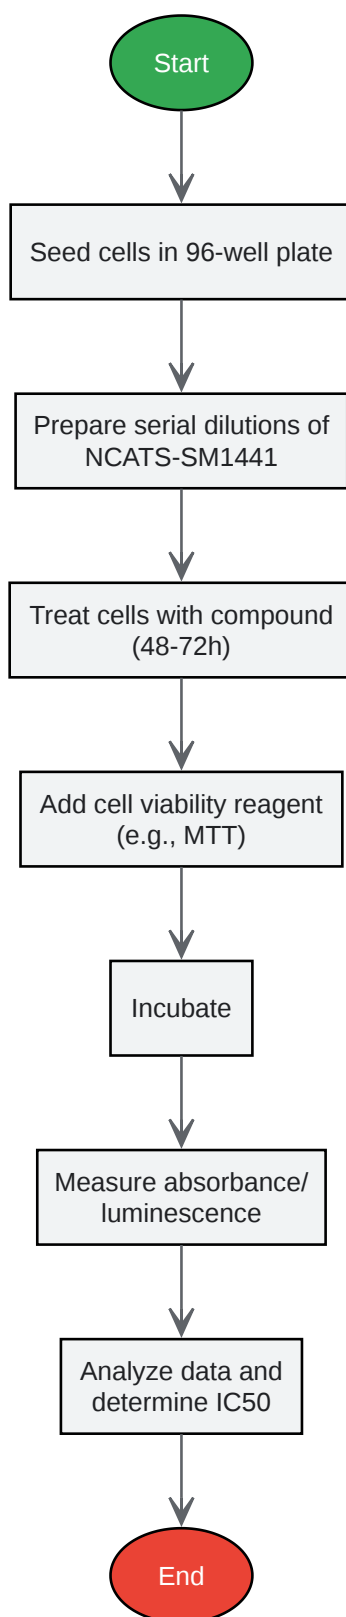 Start
Seed cells in 96-well plate
Prepare serial dilutions of
NCATS-SM1441
Treat cells with compound
(48-72h)
Add cell viability reagent
(e.g., MTT)
Incubate
Measure absorbance/
luminescence
Analyze data and
determine IC50
End